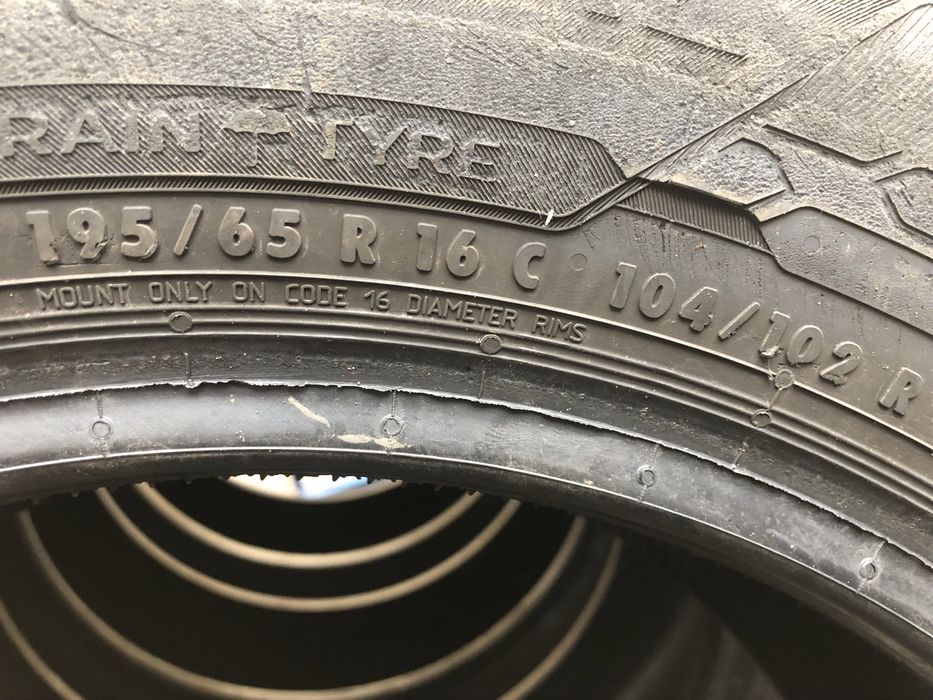 RAIN TYRE
195/65 R 16 C 104/102 R
MOUNT ONLY ON CODE 16 DIAMETER RIMS